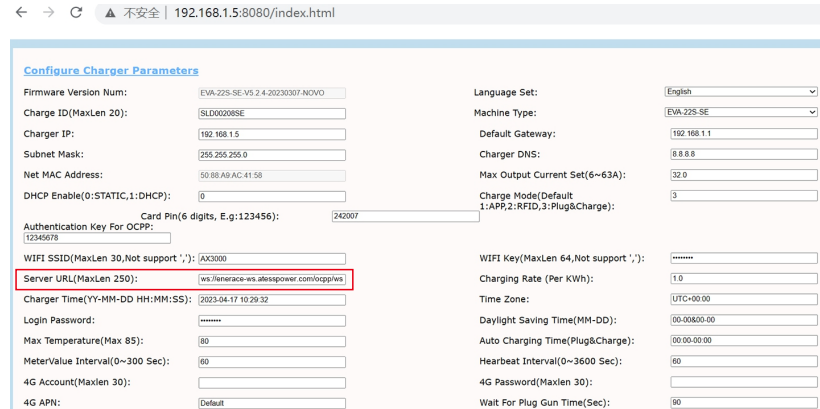 不安全 | 192.168.1.5:8080/index.html
Configure Charger Parameters
Firmware Version Num: EVA-22S-SE-V5.2.4-20230307-NOVO Language Set: English
Charge ID(MaxLen 20): SLD00208SE Machine Type: EVA-22S-SE
Charger IP: 192.168.1.5 Default Gateway: 192.168.1.1
Subnet Mask: 255.255.255.0 Charger DNS: 8.8.8.8
Net MAC Address: 50:88:A9:AC:41:58 Max Output Current Set(6~63A): 32.0
DHCP Enable(0:STATIC,1:DHCP): 0 Charge Mode(Default
1:APP,2:RFID,3:Plug&Charge): 3
Card Pin(6 digits, E.g:123456): 242007
Authentication Key For OCPP:
12345678
WIFI SSID(MaxLen 30,Not support ','): AX3000 WIFI Key(MaxLen 64,Not support ','): ••••••••
Server URL(MaxLen 250): ws://enerace-ws.atesspower.com/ocpp/ws Charging Rate (Per KWh): 1.0
Charger Time(YY-MM-DD HH:MM:SS): 2023-04-17 10:29:32 Time Zone: UTC+00:00
Login Password: •••••••• Daylight Saving Time(MM-DD): 00-00&00-00
Max Temperature(Max 85): 80 Auto Charging Time(Plug&Charge): 00:00-00:00
MeterValue Interval(0~300 Sec): 60 Hearbeat Interval(0~3600 Sec): 60
4G Account(Maxlen 30): 4G Password(Maxlen 30):
4G APN: Default Wait For Plug Gun Time(Sec): 90